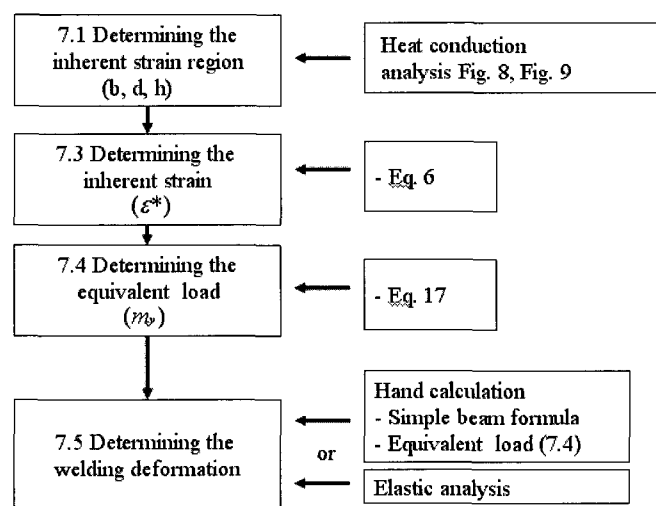 7.1 Determining the
inherent strain region
(b, d, h)
Heat conduction
analysis Fig. 8, Fig. 9
7.3 Determining the
inherent strain
(ε*)
- Eq. 6
7.4 Determining the
equivalent load
(my)
- Eq. 17
7.5 Determining the
welding deformation
Hand calculation
- Simple beam formula
- Equivalent load (7.4)
or
Elastic analysis